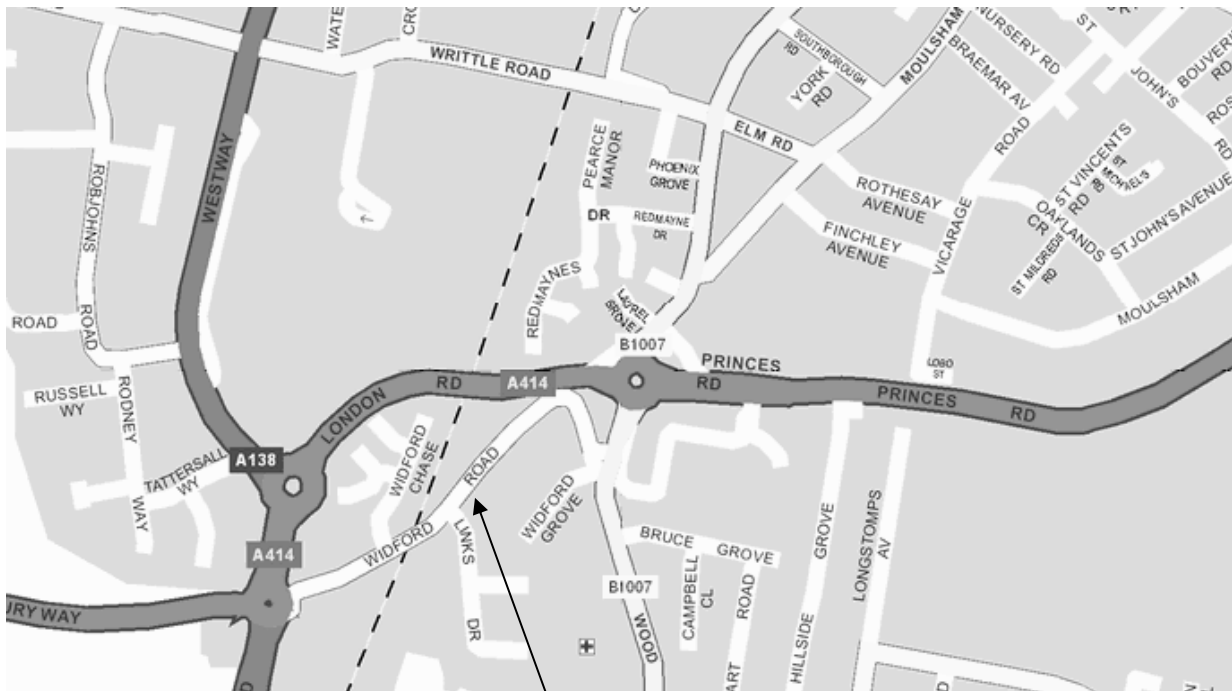 WATE
CRO
WRITTLE ROAD
SOUTHBOROUGH
RD
YORK
RD
MOULSHAM
NURSERY RD
BRAEMAR AV
ST
JOHN'S
RD
BOUVER
RD
ROS
ELM RD
WESTWAY
PEARCE
MANOR
PHOENIX
GROVE
DR
REDMAYNE
DR
REDMAYNES
LAUREL
GROVE
ROTHESAY
AVENUE
FINCHLEY
AVENUE
VICARAGE
ROAD
ST VINCENTS
RD
ST
MICHAEL'S
RD
OAKLANDS
CR
ST MILDREDS
RD
ST JOHN'S AVENUE
MOULSHAM
ROBJOHNS
ROAD
ROAD
RUSSELL
WY
RODNEY
WAY
TATTERSALL
WY
A138
LONDON
RD
A414
B1007
PRINCES
RD
LOBO
ST
PRINCES
RD
WIDFORD
CHASE
WIDFORD
ROAD
LINKS
DR
WIDFORD
GROVE
BRUCE GROVE
CAMPBELL
CL
B1007
WOOD
ART
ROAD
HILLSIDE
GROVE
LONGSTOMPS
AV
A414
URY WAY
D